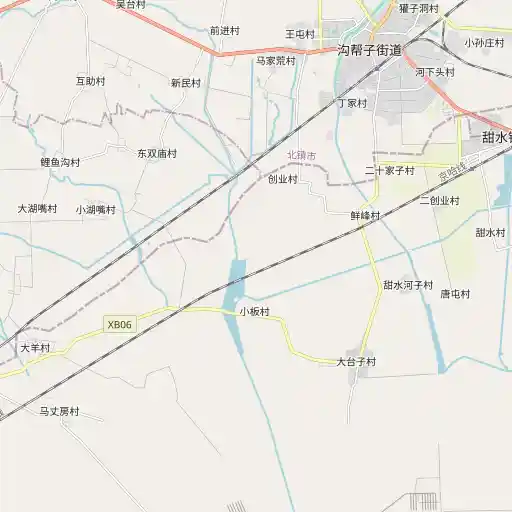 吴台村
獾子洞村
前进村
王屯村
小孙庄村
沟帮子街道
马家荒村
河下头村
互助村
新民村
丁家村
甜水镇
东双庙村
北镇市
鲤鱼沟村
二十家子村
京哈线
创业村
二创业村
大湖嘴村
小湖嘴村
鲜峰村
甜水村
甜水河子村
唐屯村
小板村
XB06
大羊村
大台子村
马丈房村